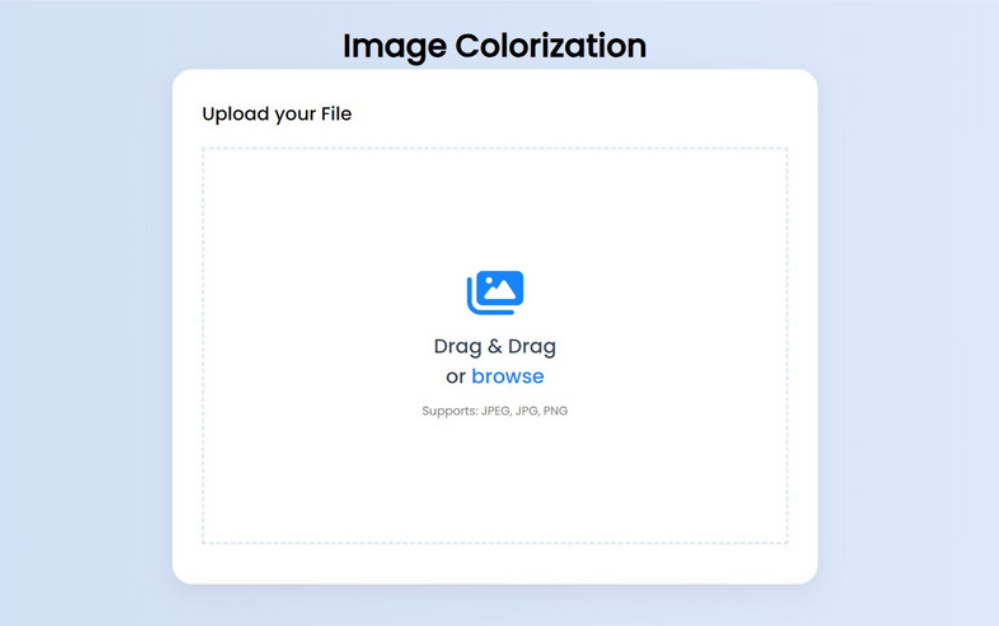 Image Colorization
Upload your File
Drag & Drag
or browse
Supports: JPEG, JPG, PNG